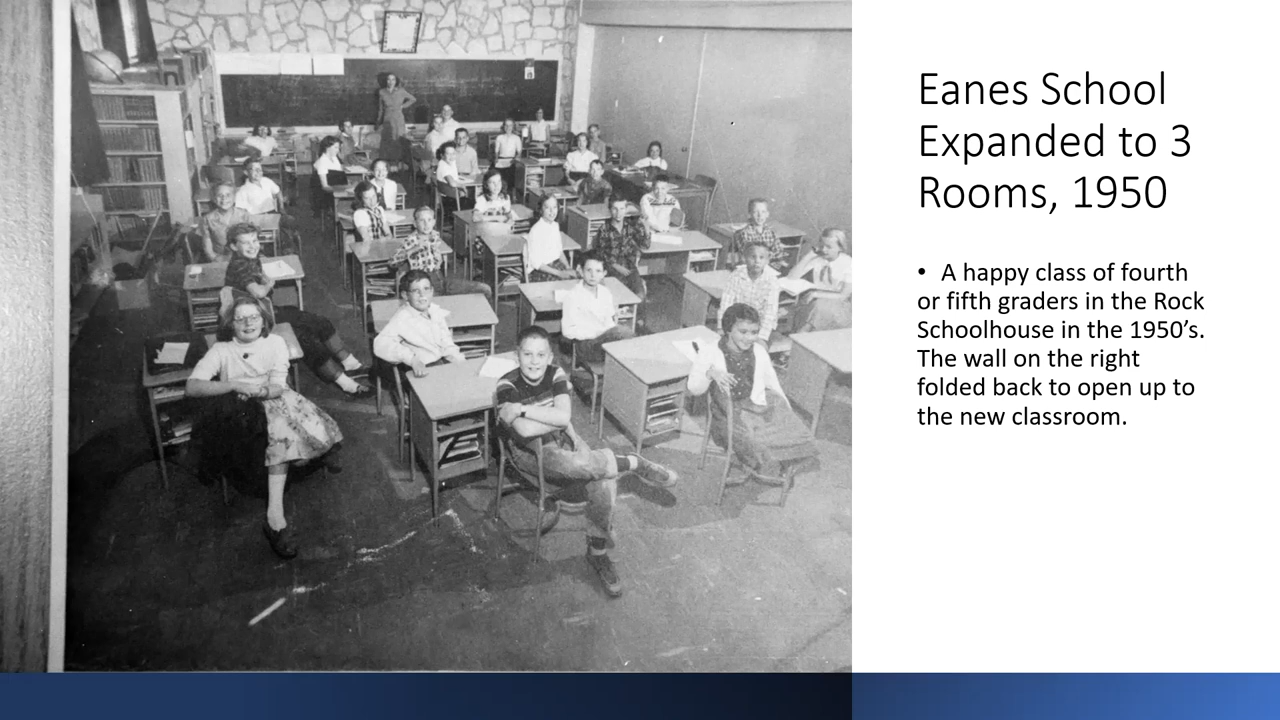 Eanes School
Expanded to 3
Rooms, 1950
• A happy class of fourth
or fifth graders in the Rock
Schoolhouse in the 1950’s.
The wall on the right
folded back to open up to
the new classroom.